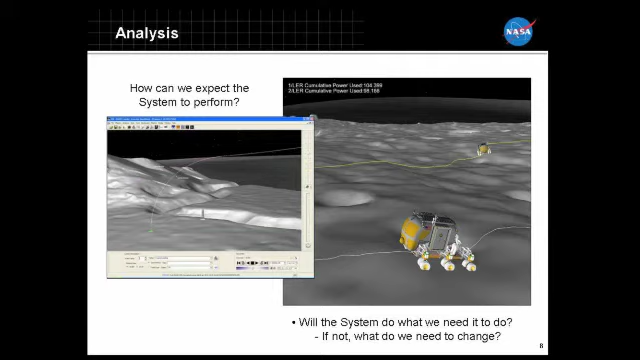 Analysis
NASA
How can we expect the
System to perform?
1/LER Cumulative Power Used:104.399
2/LER Cumulative Power Used:98.168
• Will the System do what we need it to do?
- If not, what do we need to change?
8